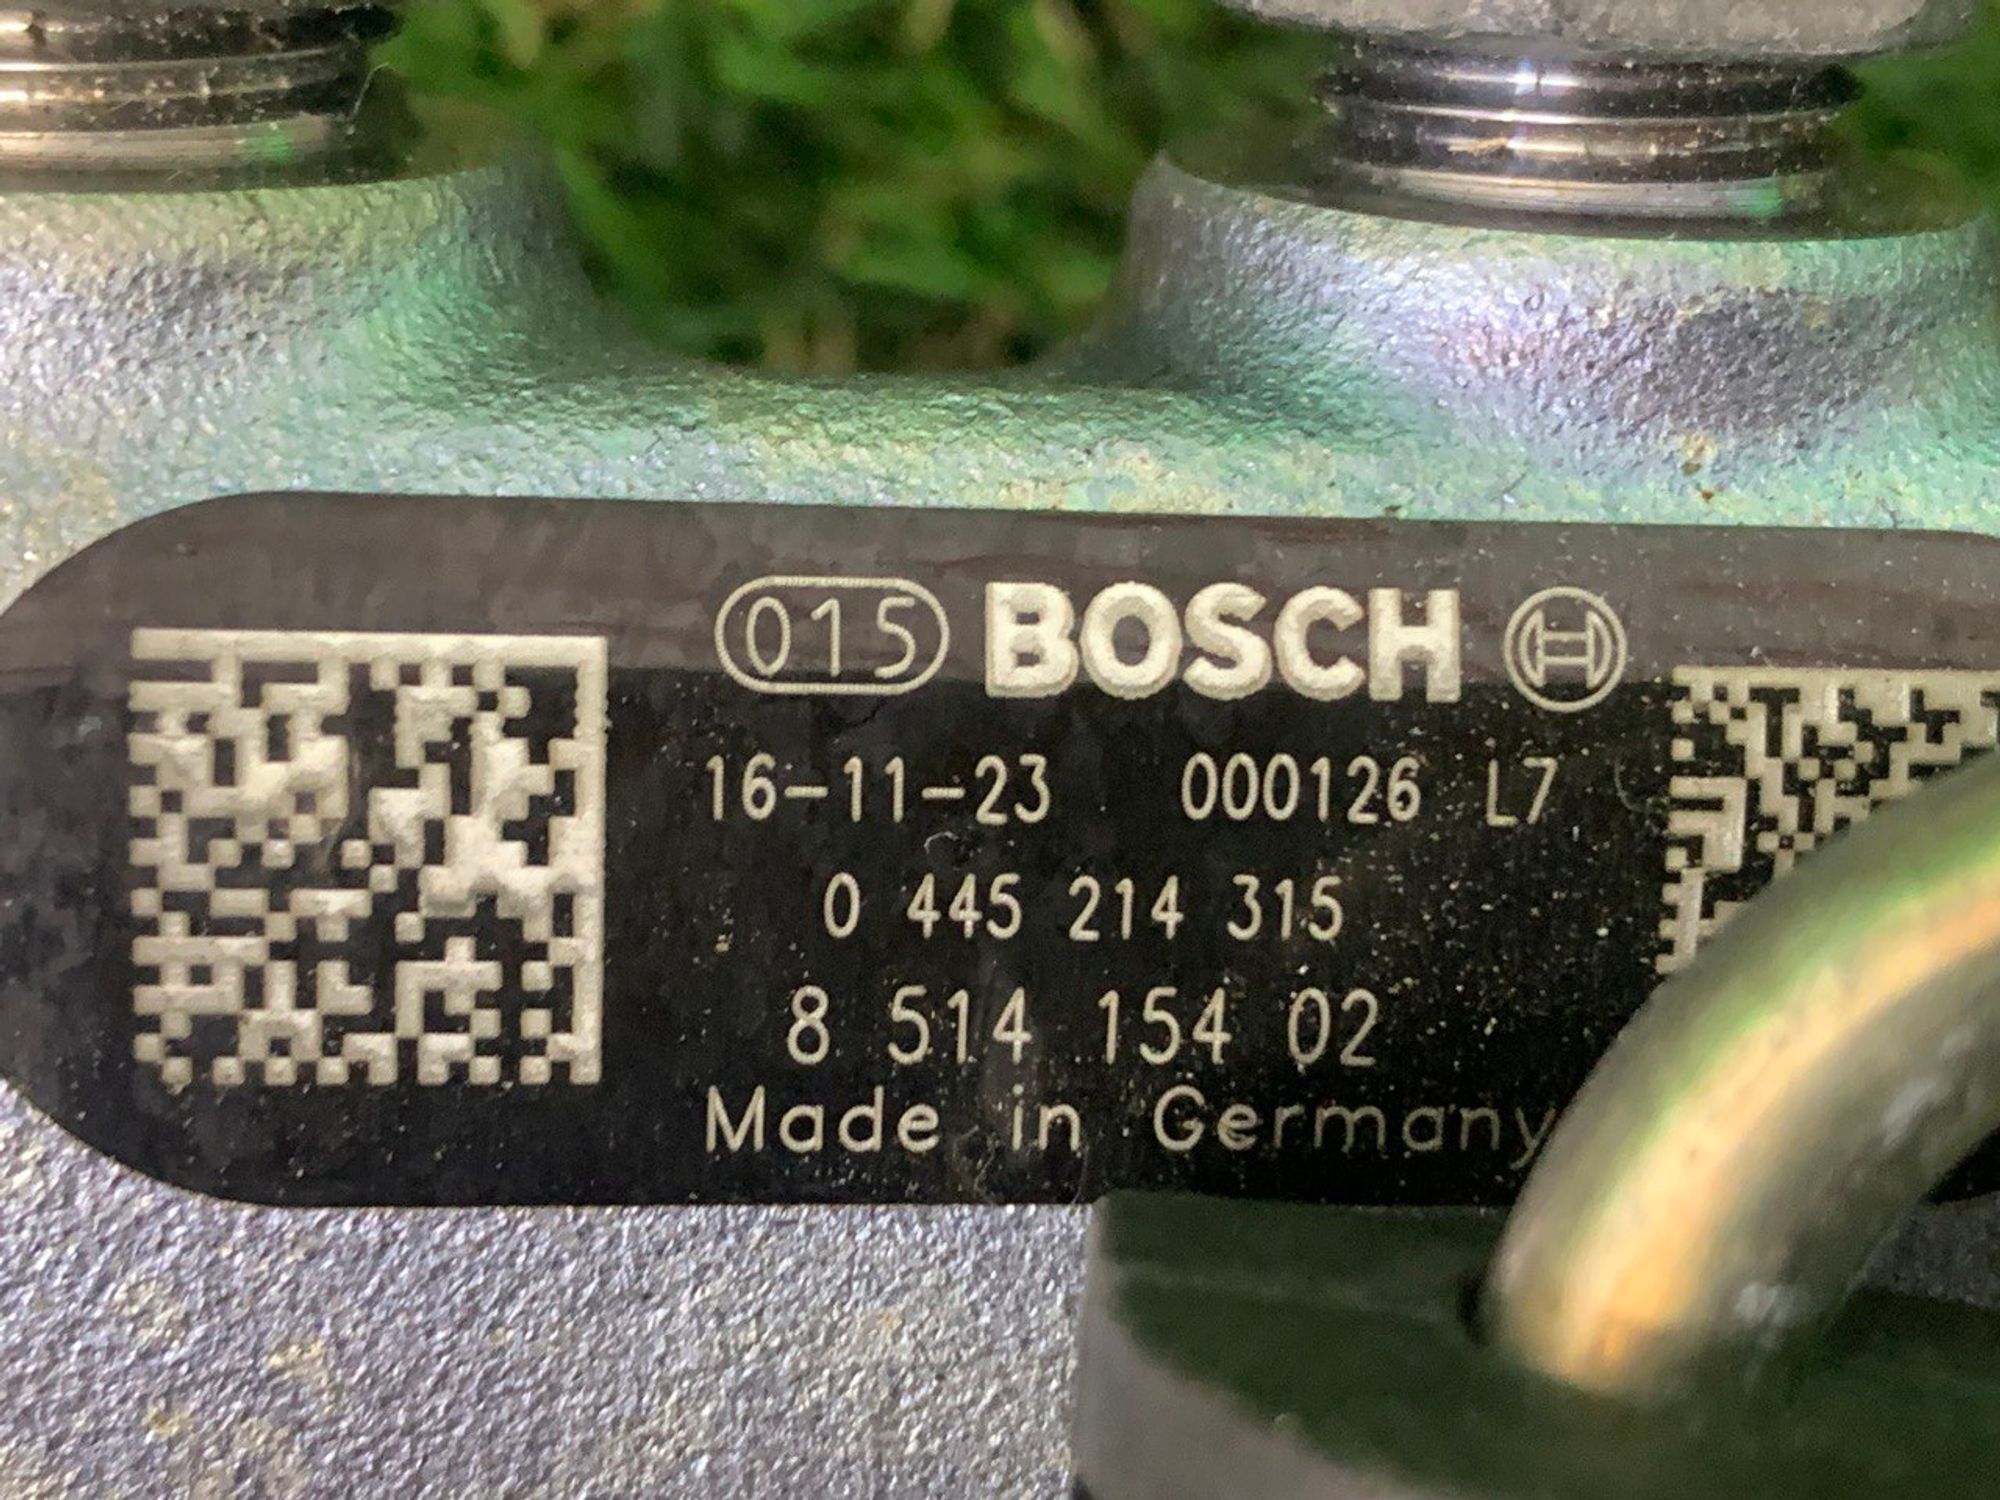 015 BOSCH
16-11-23 000126 L7
0 445 214 315
8 514 154 02
Made in Germany